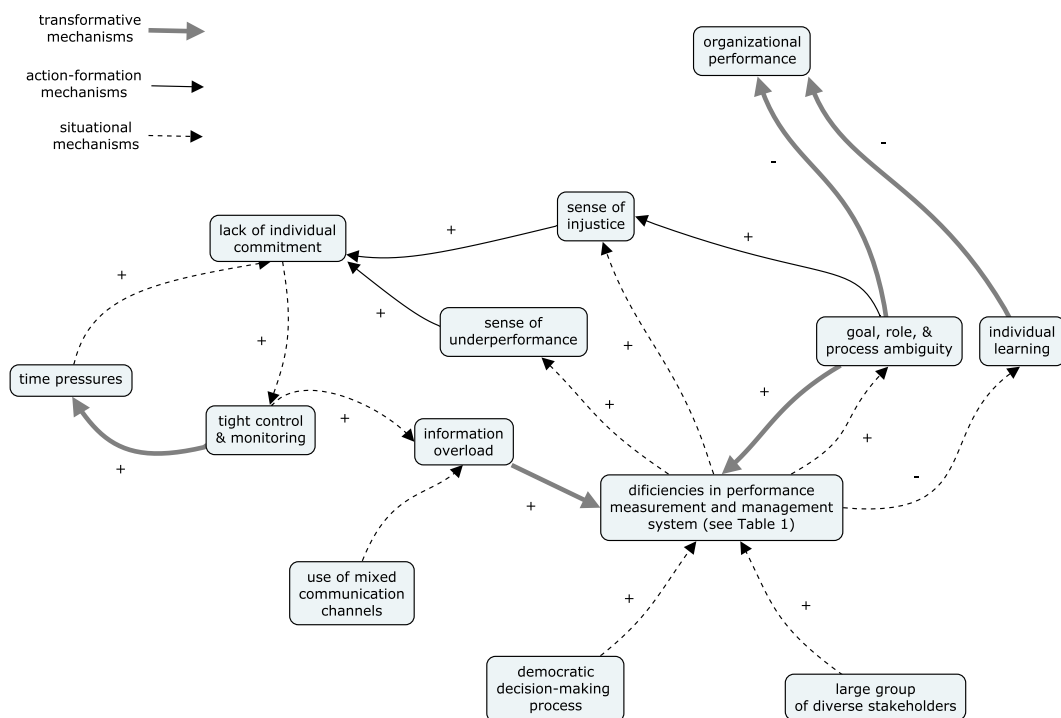 transformative
mechanisms
action-formation
mechanisms
situational
mechanisms
organizational
performance
-
-
sense of
injustice
lack of individual
commitment
+
+
+
+
sense of
underperformance
+
goal, role, &
process ambiguity
individual
learning
+
+
time pressures
tight control
& monitoring
+
+
+
information
overload
+
+
-
+
dificiencies in performance
measurement and management
system (see Table 1)
use of mixed
communication
channels
+
+
democratic
decision-making
process
large group
of diverse stakeholders